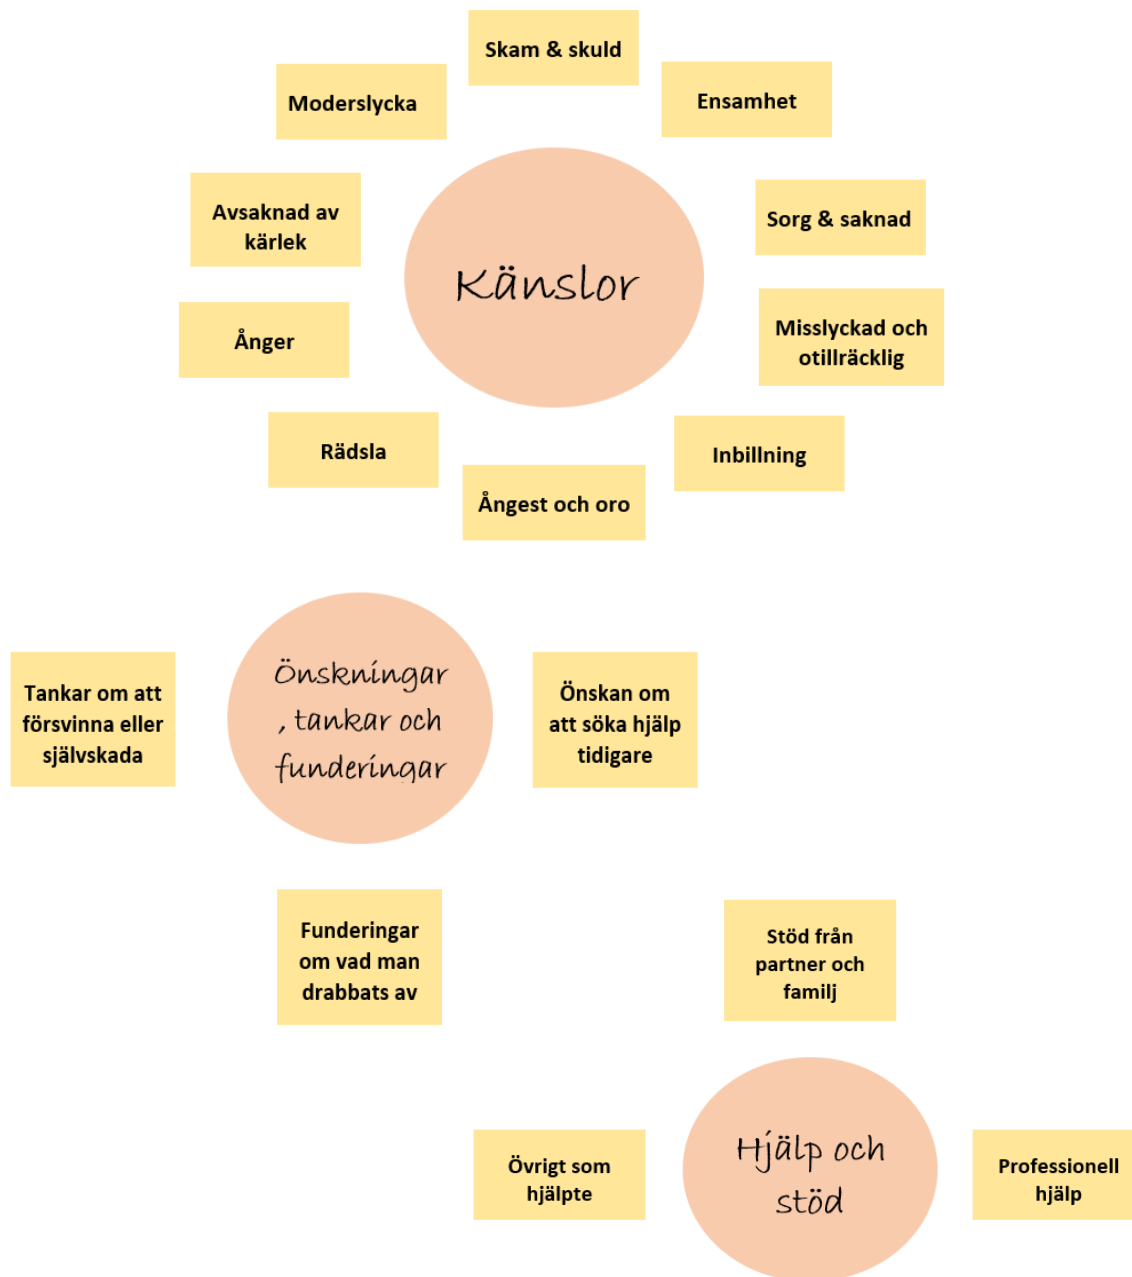 Skam & skuld
Moderslycka
Ensamhet
Avsaknad av
kärlek
Sorg & saknad
Känslor
Ånger
Misslyckad och
otillräcklig
Rädsla
Inbillning
Ångest och oro
Tankar om att
försvinna eller
självskada
Önskningar
, tankar och
funderingar
Önskan om
att söka hjälp
tidigare
Funderingar
om vad man
drabbats av
Stöd från
partner och
familj
Övrigt som
hjälpte
Hjälp och
stöd
Professionell
hjälp